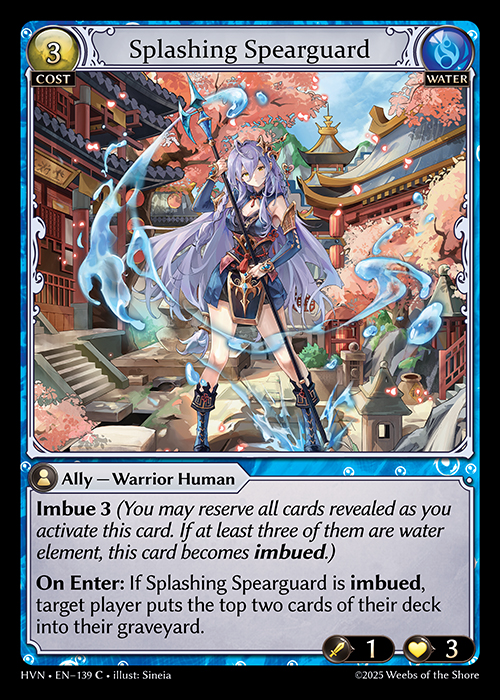 3
Splashing Spearguard
COST
WATER
Ally — Warrior Human
Imbue 3 (You may reserve all cards revealed as you
activate this card. If at least three of them are water
element, this card becomes imbued.)
On Enter: If Splashing Spearguard is imbued,
target player puts the top two cards of their deck
into their graveyard.
1
3
HVN • EN–139 C • illust: Sineia
©2025 Weebs of the Shore